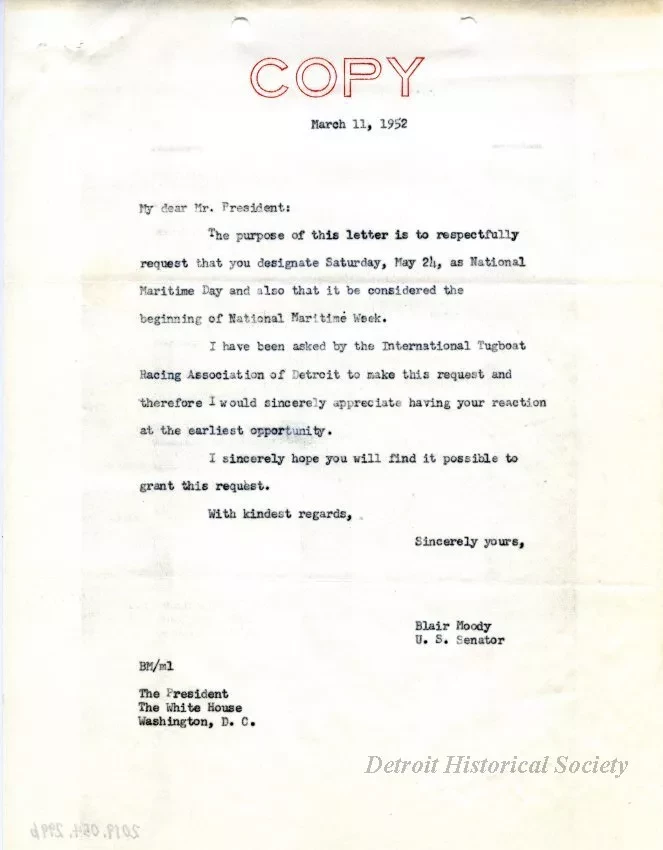 COPY
March 11, 1952
My dear Mr. President:
The purpose of this letter is to respectfully
request that you designate Saturday, May 24, as National
Maritime Day and also that it be considered the
beginning of National Maritime Week.
I have been asked by the International Tugboat
Racing Association of Detroit to make this request and
therefore I would sincerely appreciate having your reaction
at the earliest opportunity.
I sincerely hope you will find it possible to
grant this request.
With kindest regards,
Sincerely yours,
Blair Moody
U. S. Senator
BM/ml
The President
The White House
Washington, D. C.
Detroit Historical Society
2019.054.299b